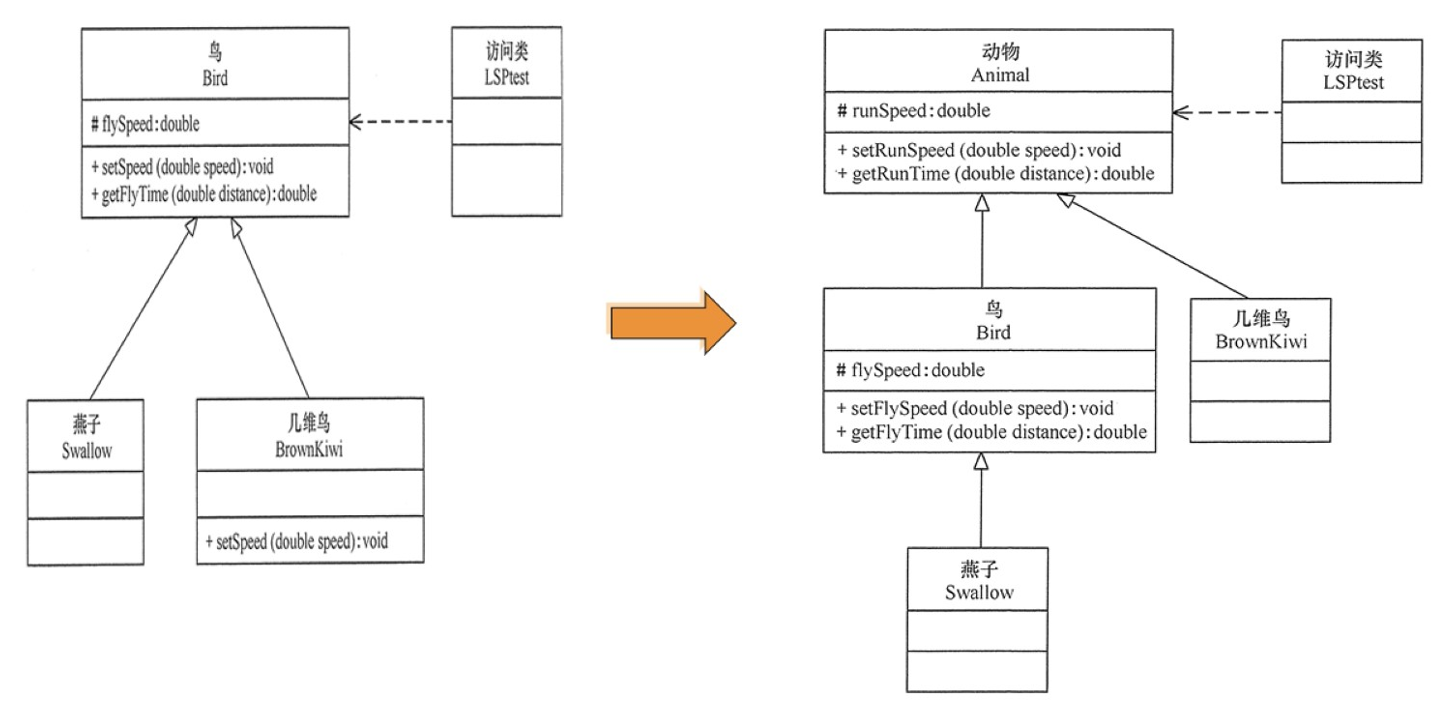 鸟
Bird
# flySpeed:double
+ setSpeed (double speed):void
+ getFlyTime (double distance):double
访问类
LSPtest
燕子
Swallow
几维鸟
BrownKiwi
+ setSpeed (double speed):void
动物
Animal
# runSpeed:double
+ setRunSpeed (double speed):void
+ getRunTime (double distance):double
访问类
LSPtest
鸟
Bird
# flySpeed:double
+ setFlySpeed (double speed):void
+ getFlyTime (double distance):double
几维鸟
BrownKiwi
燕子
Swallow